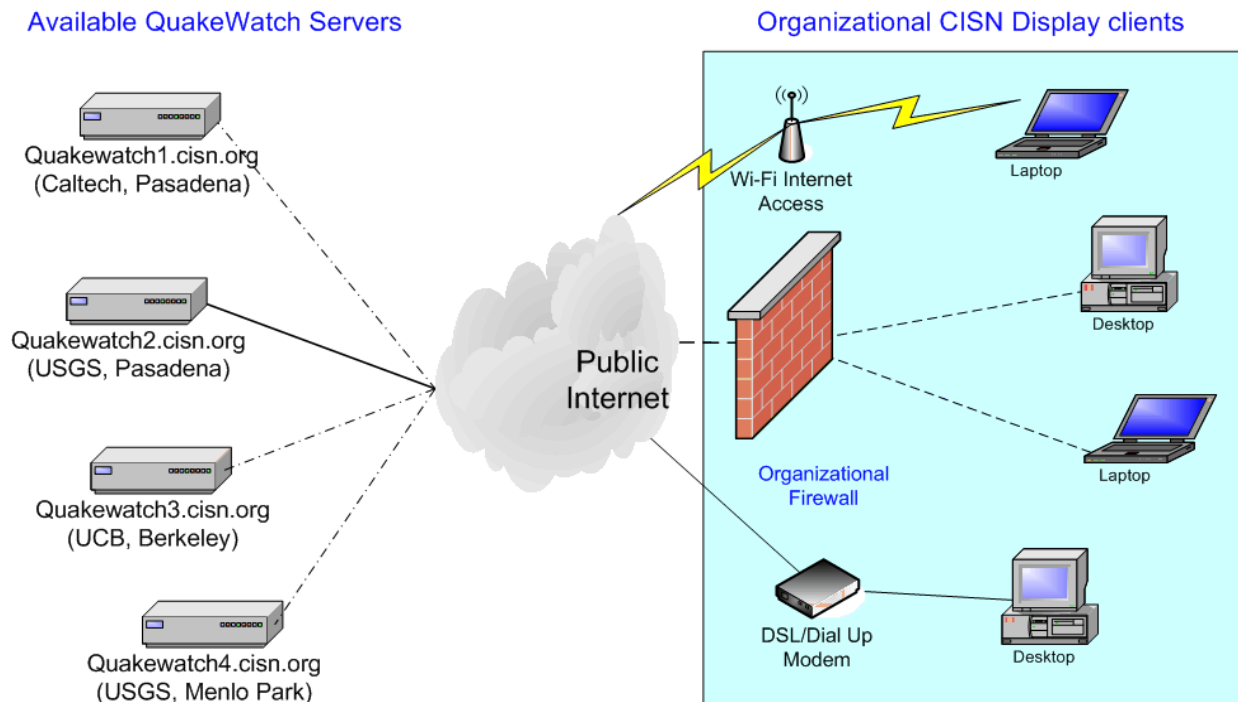 Available QuakeWatch Servers
Organizational CISN Display clients
Quakewatch1.cisn.org
(Caltech, Pasadena)
Wi-Fi Internet
Access
Laptop
Quakewatch2.cisn.org
(USGS, Pasadena)
Public
Internet
Desktop
Quakewatch3.cisn.org
(UCB, Berkeley)
Organizational
Firewall
Laptop
Quakewatch4.cisn.org
(USGS, Menlo Park)
DSL/Dial Up
Modem
Desktop